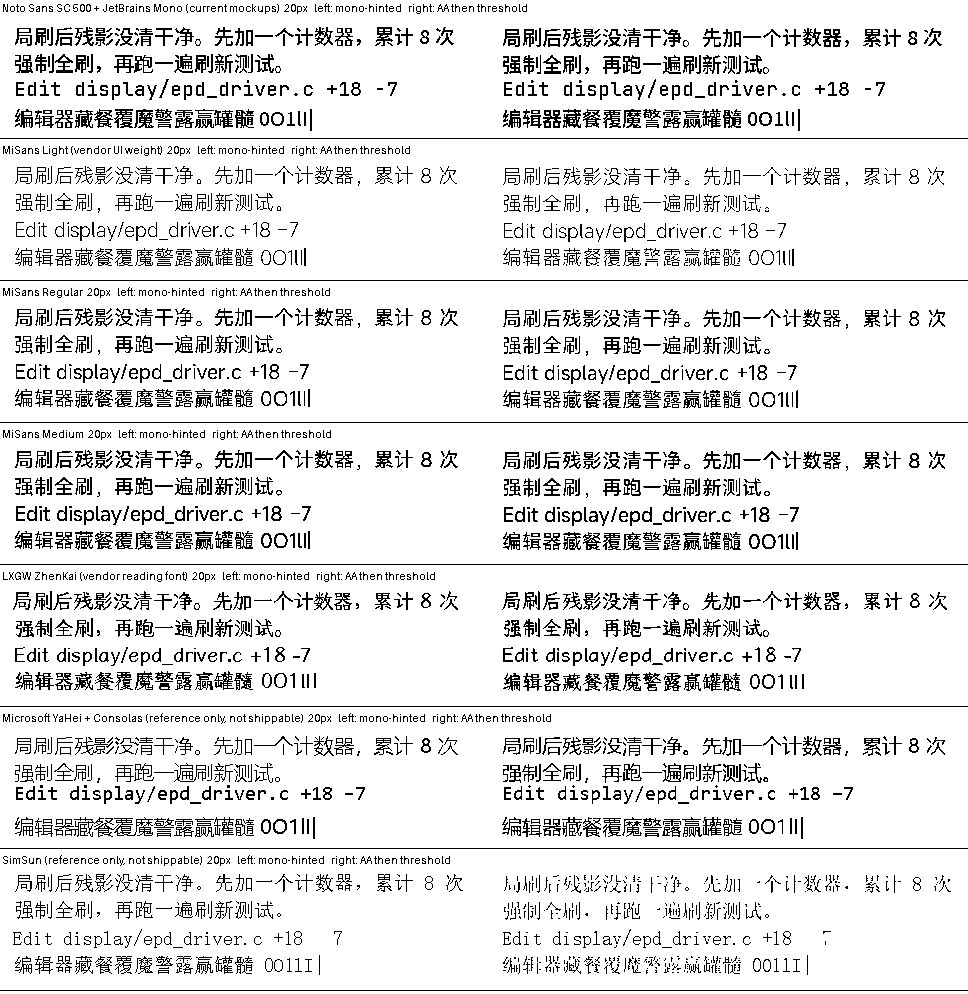 Noto Sans SC 500 + JetBrains Mono (current mockups) 20px left: mono-hinted right: AA then threshold
局刷后残影没清干净。先加一个计数器，累计 8 次 局刷后残影没清干净。先加一个计数器，累计 8 次
强制全刷，再跑一遍刷新测试。 强制全刷，再跑一遍刷新测试。
Edit display/epd_driver.c +18 -7 Edit display/epd_driver.c +18 -7
编辑器藏餐覆魔警露赢罐髓 0O1lI| 编辑器藏餐覆魔警露赢罐髓 0O1lI|
MiSans Light (vendor UI weight) 20px left: mono-hinted right: AA then threshold
局刷后残影没清干净。先加一个计数器，累计 8 次 局刷后残影没清干净。先加一个计数器，累计 8 次
强制全刷，再跑一遍刷新测试。 强制全刷，再跑一遍刷新测试。
Edit display/epd_driver.c +18 −7 Edit display/epd_driver.c +18 −7
编辑器藏餐覆魔警露赢罐髓 0O1lI| 编辑器藏餐覆魔警露赢罐髓 0O1lI|
MiSans Regular 20px left: mono-hinted right: AA then threshold
局刷后残影没清干净。先加一个计数器，累计 8 次 局刷后残影没清干净。先加一个计数器，累计 8 次
强制全刷，再跑一遍刷新测试。 强制全刷，再跑一遍刷新测试。
Edit display/epd_driver.c +18 −7 Edit display/epd_driver.c +18 −7
编辑器藏餐覆魔警露赢罐髓 0O1lI| 编辑器藏餐覆魔警露赢罐髓 0O1lI|
MiSans Medium 20px left: mono-hinted right: AA then threshold
局刷后残影没清干净。先加一个计数器，累计 8 次 局刷后残影没清干净。先加一个计数器，累计 8 次
强制全刷，再跑一遍刷新测试。 强制全刷，再跑一遍刷新测试。
Edit display/epd_driver.c +18 −7 Edit display/epd_driver.c +18 −7
编辑器藏餐覆魔警露赢罐髓 0O1lI| 编辑器藏餐覆魔警露赢罐髓 0O1lI|
LXGW ZhenKai (vendor reading font) 20px left: mono-hinted right: AA then threshold
局刷后残影没清干净。先加一个计数器，累计 8 次 局刷后残影没清干净。先加一个计数器，累计 8 次
强制全刷，再跑一遍刷新测试。 强制全刷，再跑一遍刷新测试。
Edit display/epd_driver.c +18 -7 Edit display/epd_driver.c +18 -7
编辑器藏餐覆魔警露赢罐髓 0O1lI| 编辑器藏餐覆魔警露赢罐髓 0O1lI|
Microsoft YaHei + Consolas (reference only, not shippable) 20px left: mono-hinted right: AA then threshold
局刷后残影没清干净。先加一个计数器，累计 8 次 局刷后残影没清干净。先加一个计数器，累计 8 次
强制全刷，再跑一遍刷新测试。 强制全刷，再跑一遍刷新测试。
Edit display/epd_driver.c +18 −7 Edit display/epd_driver.c +18 −7
编辑器藏餐覆魔警露赢罐髓 0O1lI| 编辑器藏餐覆魔警露赢罐髓 0O1lI|
SimSun (reference only, not shippable) 20px left: mono-hinted right: AA then threshold
局刷后残影没清干净。先加一个计数器，累计 8 次 局刷后残影没清干净。先加一个计数器，累计 8 次
强制全刷，再跑一遍刷新测试。 强制全刷，再跑一遍刷新测试。
Edit display/epd_driver.c +18 7 Edit display/epd_driver.c +18 7
编辑器藏餐覆魔警露赢罐髓 0O1lI| 编辑器藏餐覆魔警露赢罐髓 0O1lI|